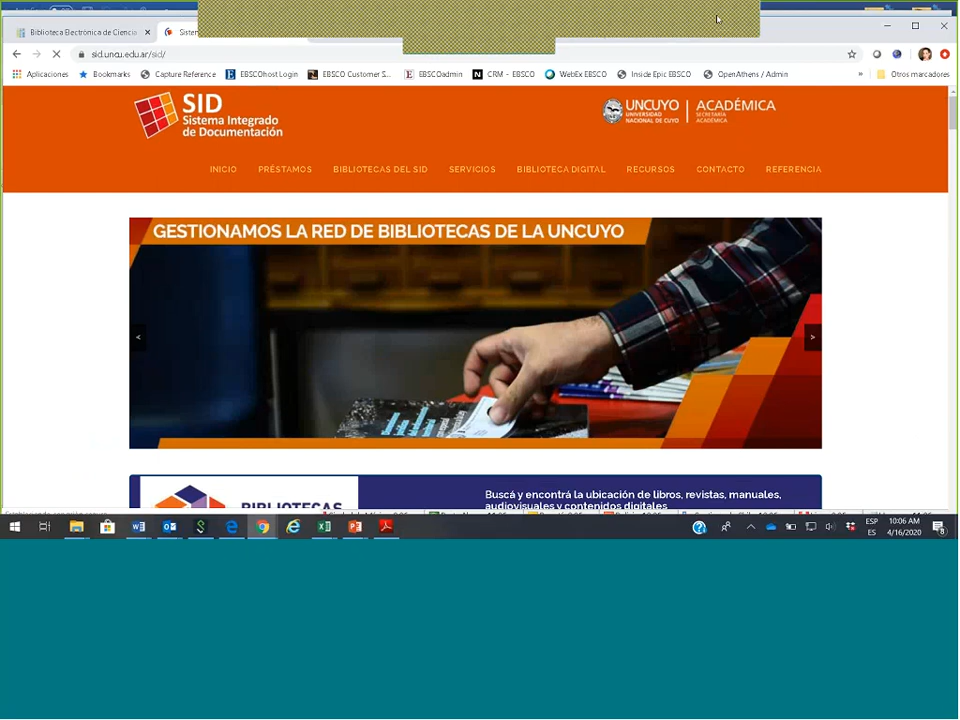 Biblioteca Electrónica de Ciencia
sid.uncu.edu.ar/sid/
Aplicaciones
Bookmarks
Capture Reference
EBSCOhost Login
EBSCO Customer S...
EBSCOadmin
CRM - EBSCO
WebEx EBSCO
Inside Epic EBSCO
OpenAthens / Admin
»
Otros marcadores
SID
Sistema Integrado
de Documentación
UNCUYO
UNIVERSIDAD
NACIONAL DE CUYO
ACADÉMICA
SECRETARÍA
ACADÉMICA
INICIO PRÉSTAMOS BIBLIOTECAS DEL SID SERVICIOS BIBLIOTECA DIGITAL RECURSOS CONTACTO REFERENCIA
GESTIONAMOS LA RED DE BIBLIOTECAS DE LA UNCUYO
< >
BIBLIOTECAS
Buscá y encontrá la ubicación de libros, revistas, manuales,
audiovisuales y contenidos digitales
ESP
ES
10:06 AM
4/16/2020